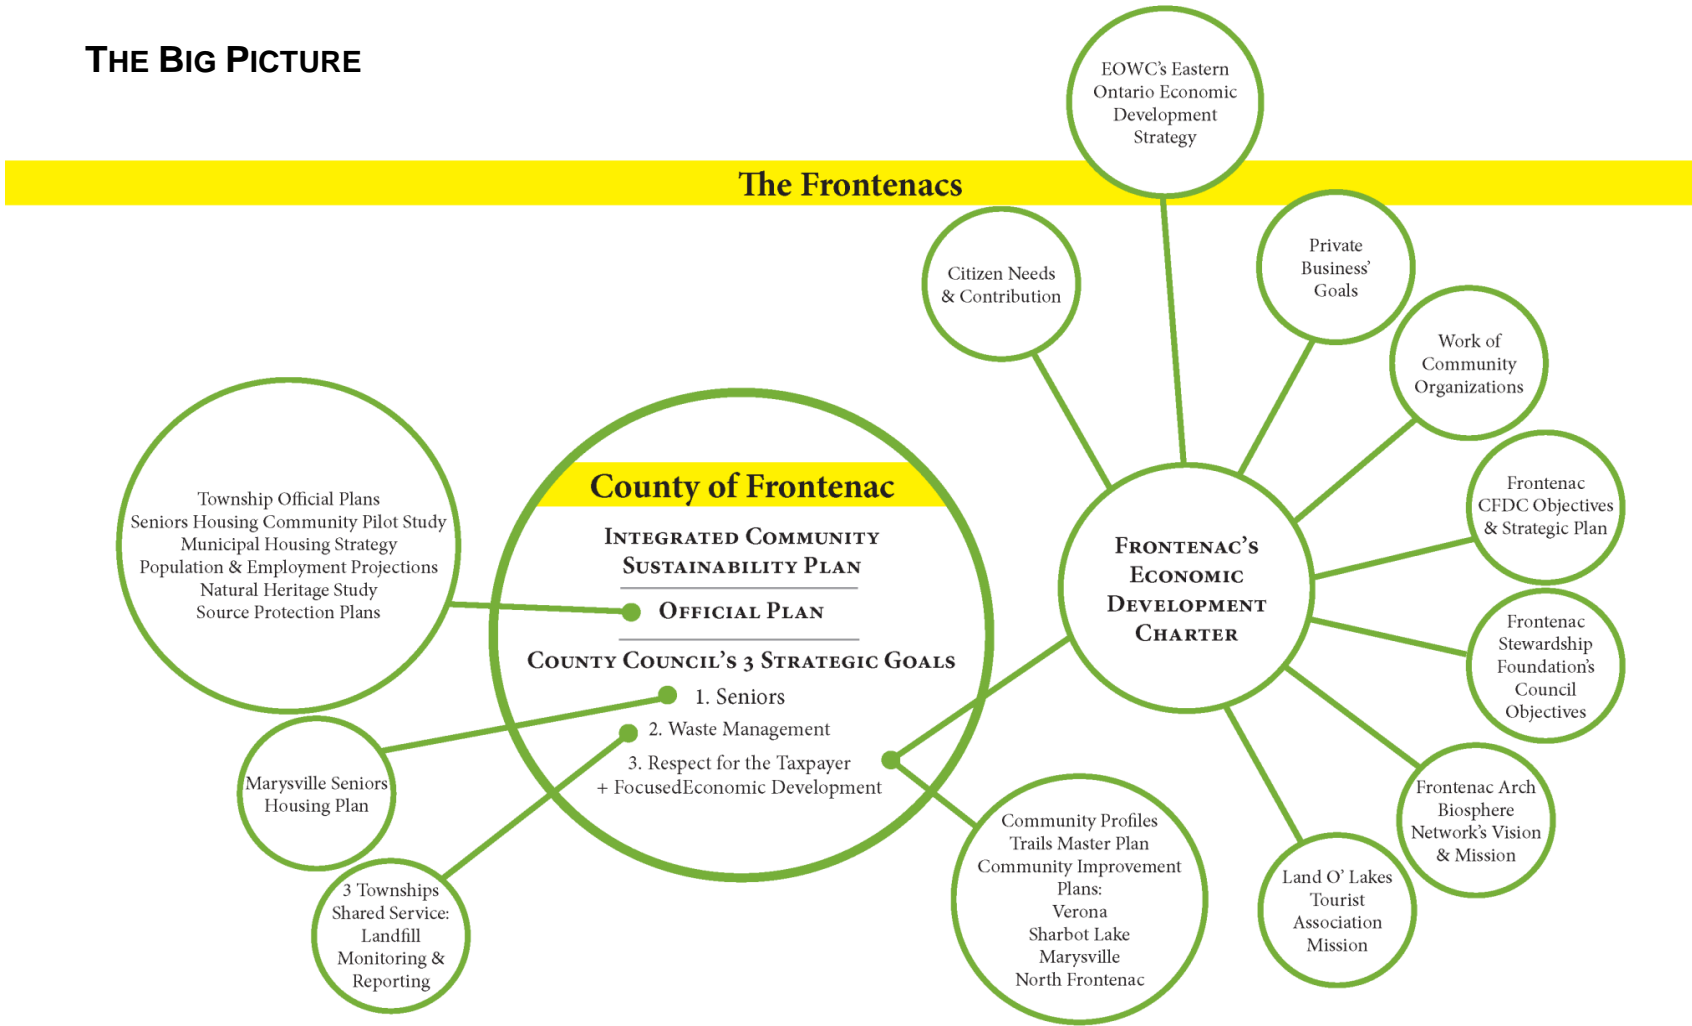 THE BIG PICTURE
EOWC's Eastern
Ontario Economic
Development
Strategy
The Frontenacs
Citizen Needs
& Contribution
Private
Business'
Goals
Work of
Community
Organizations
Township Official Plans
Seniors Housing Community Pilot Study
Municipal Housing Strategy
Population & Employment Projections
Natural Heritage Study
Source Protection Plans
County of Frontenac
INTEGRATED COMMUNITY
SUSTAINABILITY PLAN
OFFICIAL PLAN
COUNTY COUNCIL'S 3 STRATEGIC GOALS
1. Seniors
2. Waste Management
3. Respect for the Taxpayer
+ FocusedEconomic Development
FRONTENAC'S
ECONOMIC
DEVELOPMENT
CHARTER
Frontenac
CFDC Objectives
& Strategic Plan
Frontenac
Stewardship
Foundation's
Council
Objectives
Marysville Seniors
Housing Plan
3 Townships
Shared Service:
Landfill
Monitoring &
Reporting
Community Profiles
Trails Master Plan
Community Improvement
Plans:
Verona
Sharbot Lake
Marysville
North Frontenac
Frontenac Arch
Biosphere
Network's Vision
& Mission
Land O' Lakes
Tourist
Association
Mission